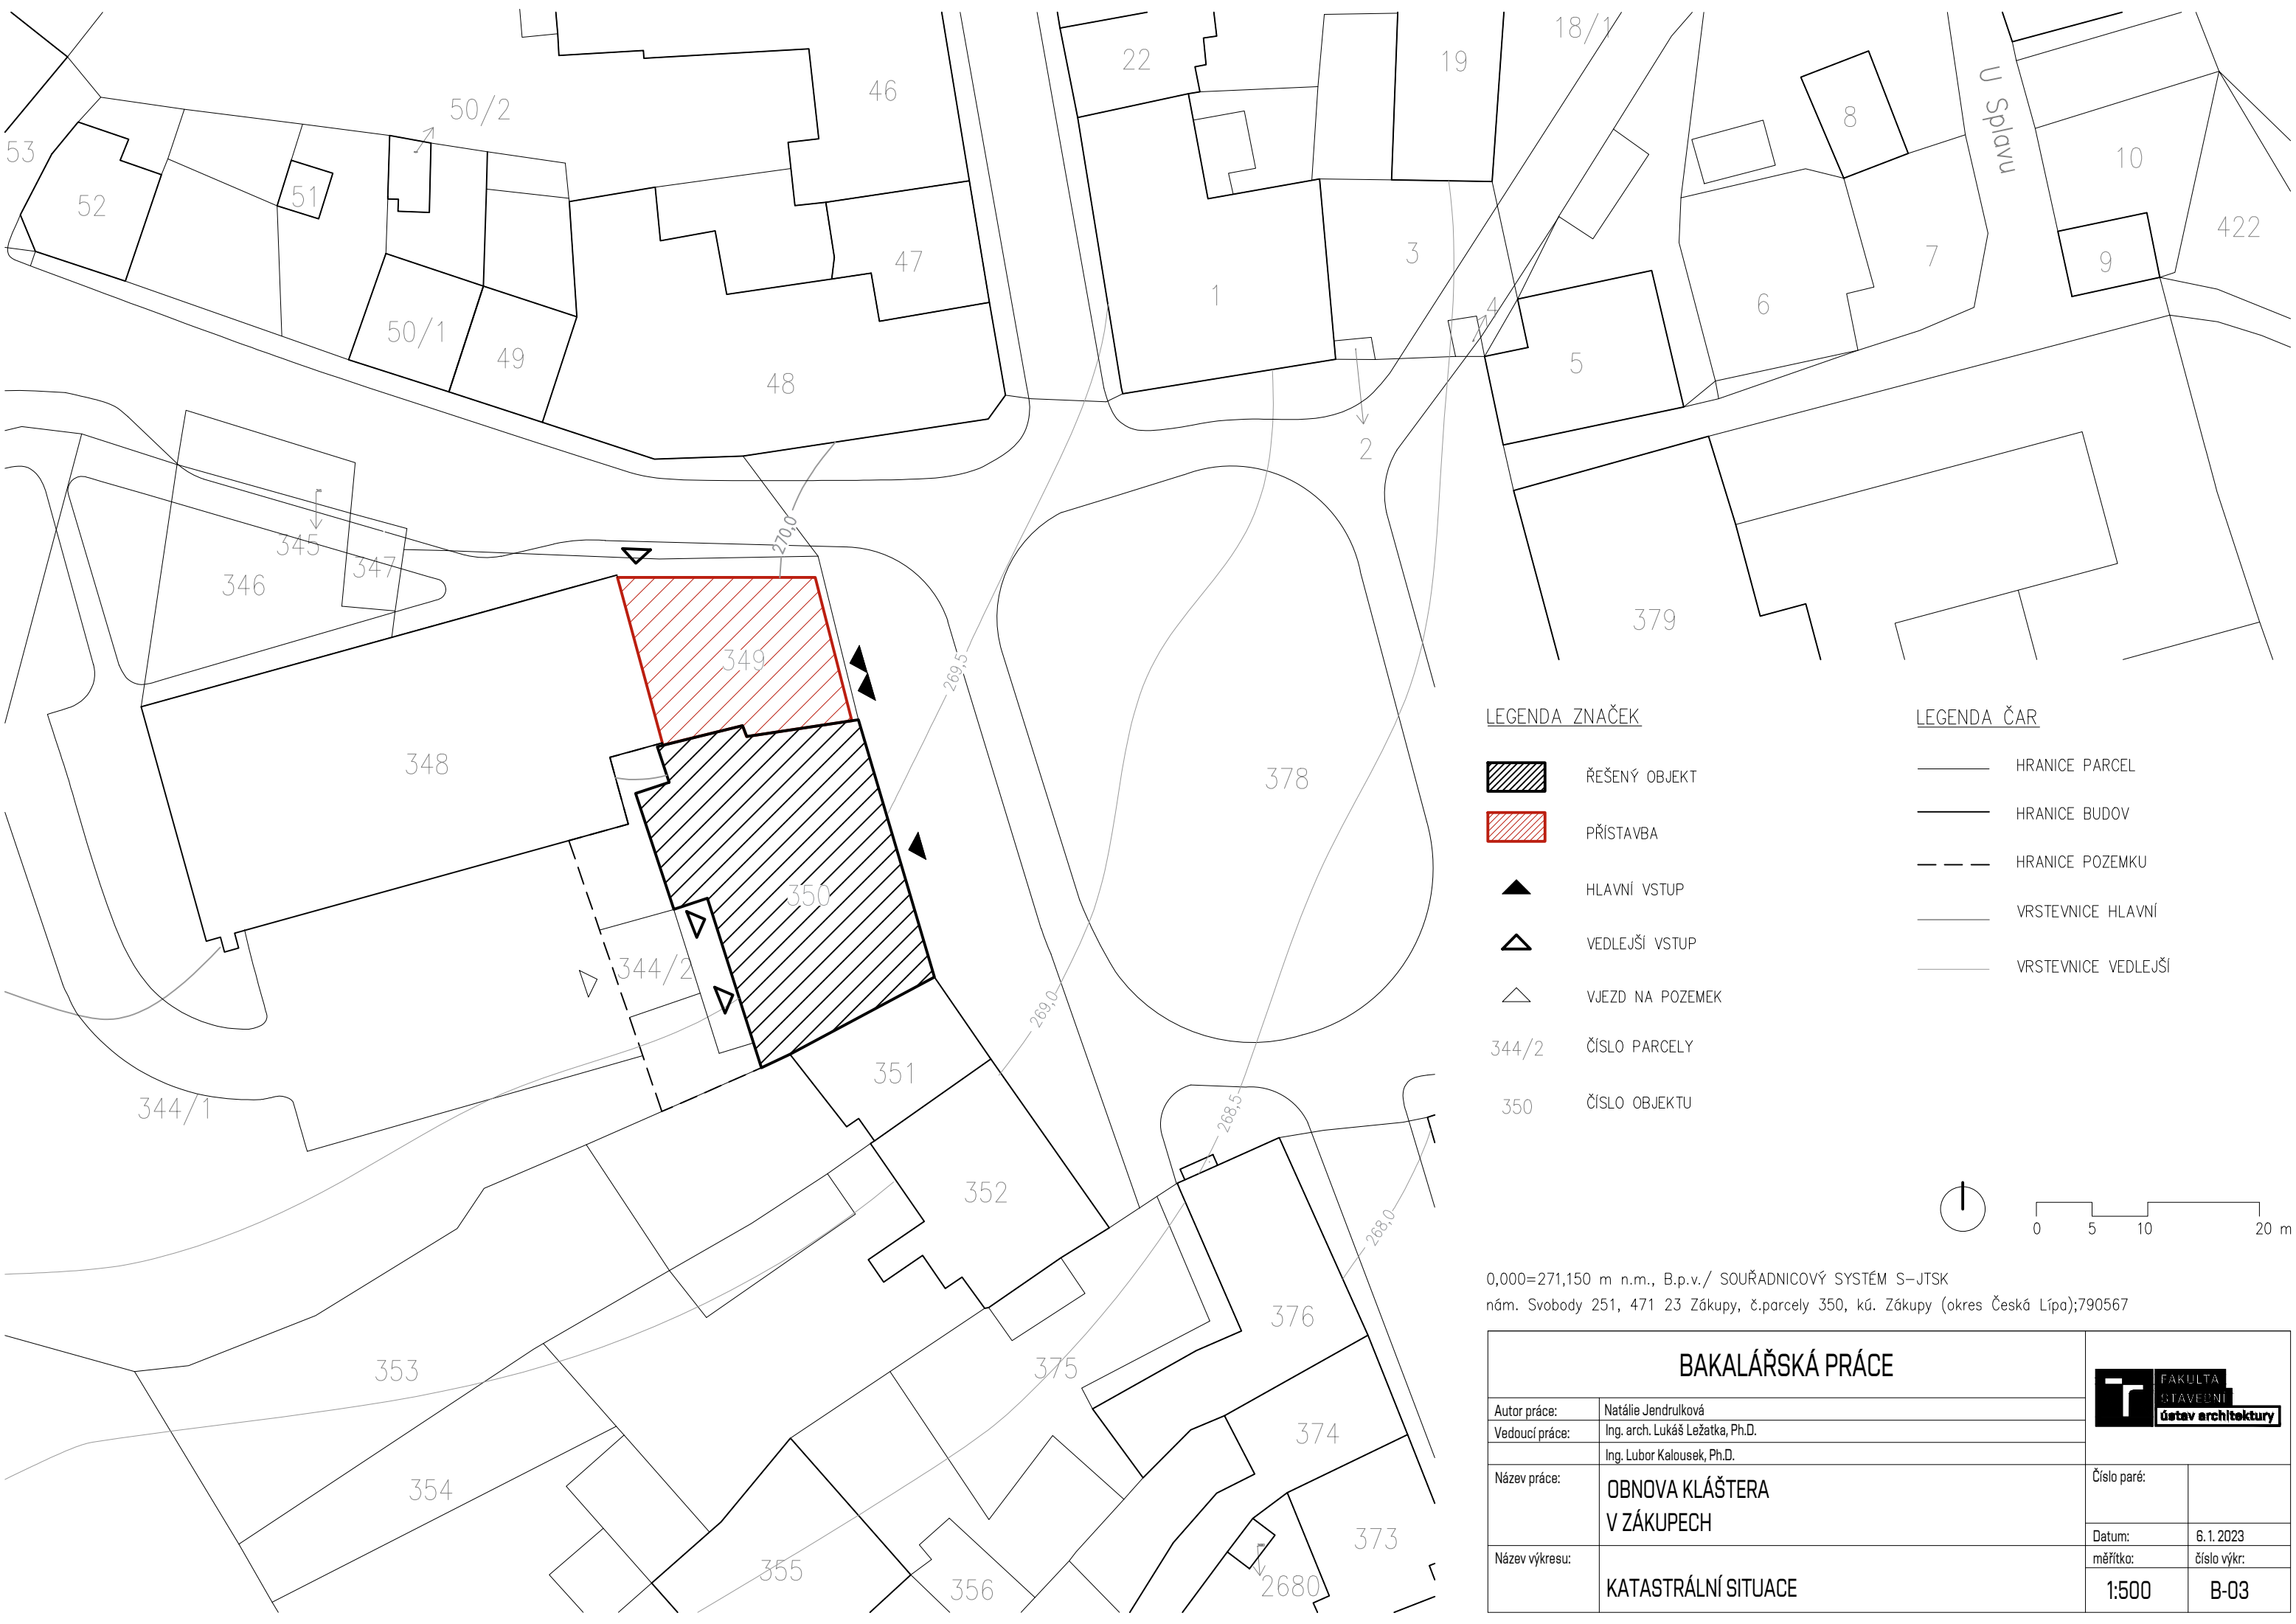 18/1
22
19
46
50/2
8
U Splavu
53
51
52
10
422
47
3
7
9
1
4
6
50/1
49
48
5
2
270,0
345
347
346
379
349
269,5
348
378
350
344/2
269,0
344/1
351
268,5
352
268,0
376
353
375
374
354
373
355
356
2680
LEGENDA ZNAČEK
ŘEŠENÝ OBJEKT
PŘÍSTAVBA
HLAVNÍ VSTUP
VEDLEJŠÍ VSTUP
VJEZD NA POZEMEK
344/2 ČÍSLO PARCELY
350 ČÍSLO OBJEKTU
LEGENDA ČAR
HRANICE PARCEL
HRANICE BUDOV
HRANICE POZEMKU
VRSTEVNICE HLAVNÍ
VRSTEVNICE VEDLEJŠÍ
0 5 10 20 m
0,000=271,150 m n.m., B.p.v./ SOUŘADNICOVÝ SYSTÉM S-JTSK
nám. Svobody 251, 471 23 Zákupy, č.parcely 350, kú. Zákupy (okres Česká Lípa);790567
BAKALÁŘSKÁ PRÁCE
FAKULTA
STAVEBNÍ
ústav architektury
Autor práce: Natálie Jendrulková
Vedoucí práce: Ing. arch. Lukáš Ležatka, Ph.D.
Ing. Lubor Kalousek, Ph.D.
Název práce: OBNOVA KLÁŠTERA
V ZÁKUPECH
Číslo paré:
Datum: 6. 1. 2023
Název výkresu: KATASTRÁLNÍ SITUACE
měřítko: číslo výkr:
1:500 B-03